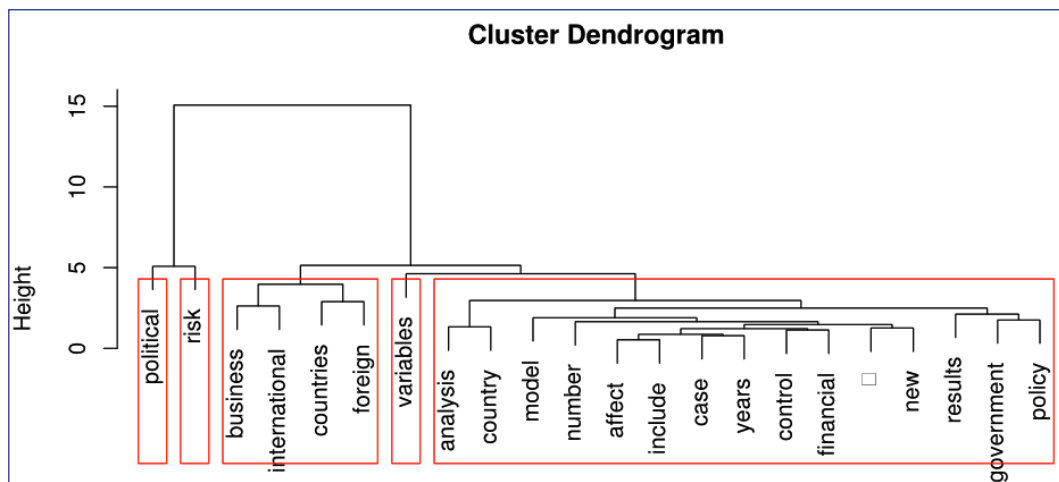 Cluster Dendrogram
Height
15
10
5
0
political
risk
business
international
countries
foreign
variables
analysis
country
model
number
affect
include
case
years
control
financial
□
new
results
government
policy